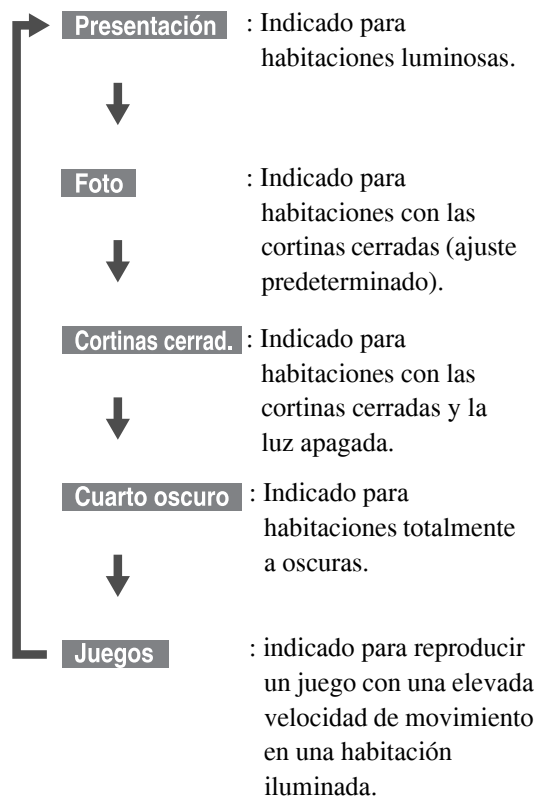 Presentación : Indicado para
habitaciones luminosas.
Foto : Indicado para
habitaciones con las
cortinas cerradas (ajuste
predeterminado).
Cortinas cerrad. : Indicado para
habitaciones con las
cortinas cerradas y la
luz apagada.
Cuarto oscuro : Indicado para
habitaciones totalmente
a oscuras.
Juegos : indicado para reproducir
un juego con una elevada
velocidad de movimiento
en una habitación
iluminada.